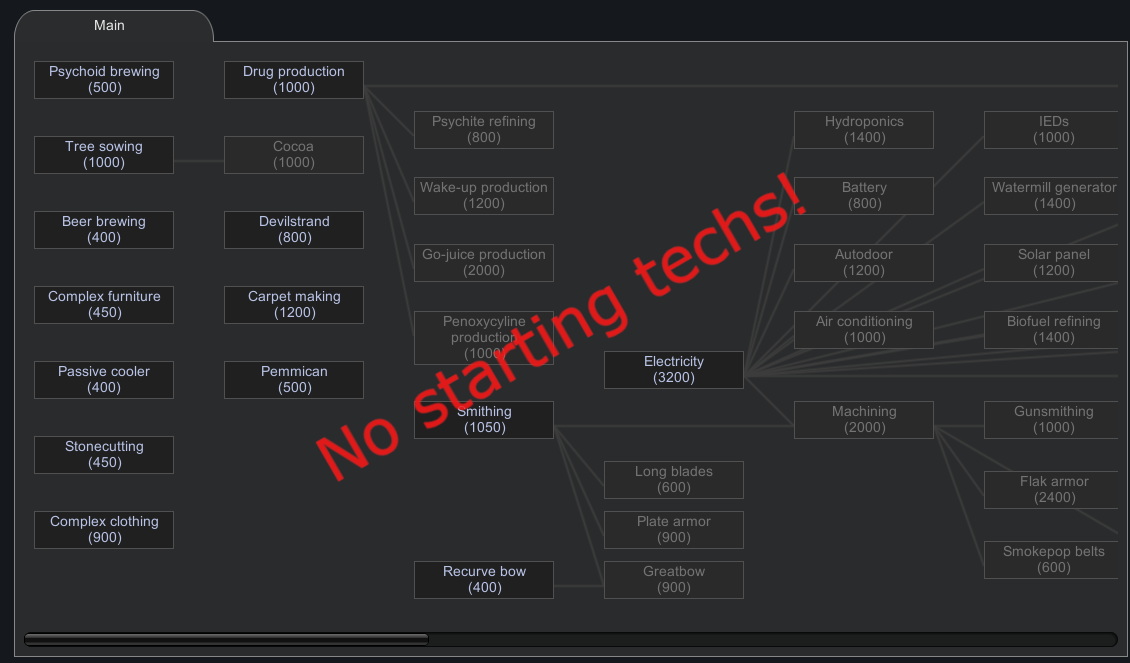 Main
Psychoid brewing
(500)
Drug production
(1000)
Psychite refining
(800)
Hydroponics
(1400)
IEDs
(1000)
Tree sowing
(1000)
Cocoa
(1000)
Wake-up production
(1200)
Battery
(800)
Watermill generator
(1400)
Beer brewing
(400)
Devilstrand
(800)
Go-juice production
(2000)
Autodoor
(1200)
Solar panel
(1200)
Complex furniture
(450)
Carpet making
(1200)
Penoxycyline
production
(1000)
Air conditioning
(1000)
Biofuel refining
(1400)
Passive cooler
(400)
Pemmican
(500)
Electricity
(3200)
Smithing
(1050)
Machining
(2000)
Gunsmithing
(1000)
Stonecutting
(450)
Long blades
(600)
Flak armor
(2400)
Complex clothing
(900)
Plate armor
(900)
Smokepop belts
(600)
Recurve bow
(400)
Greatbow
(900)
No starting techs!